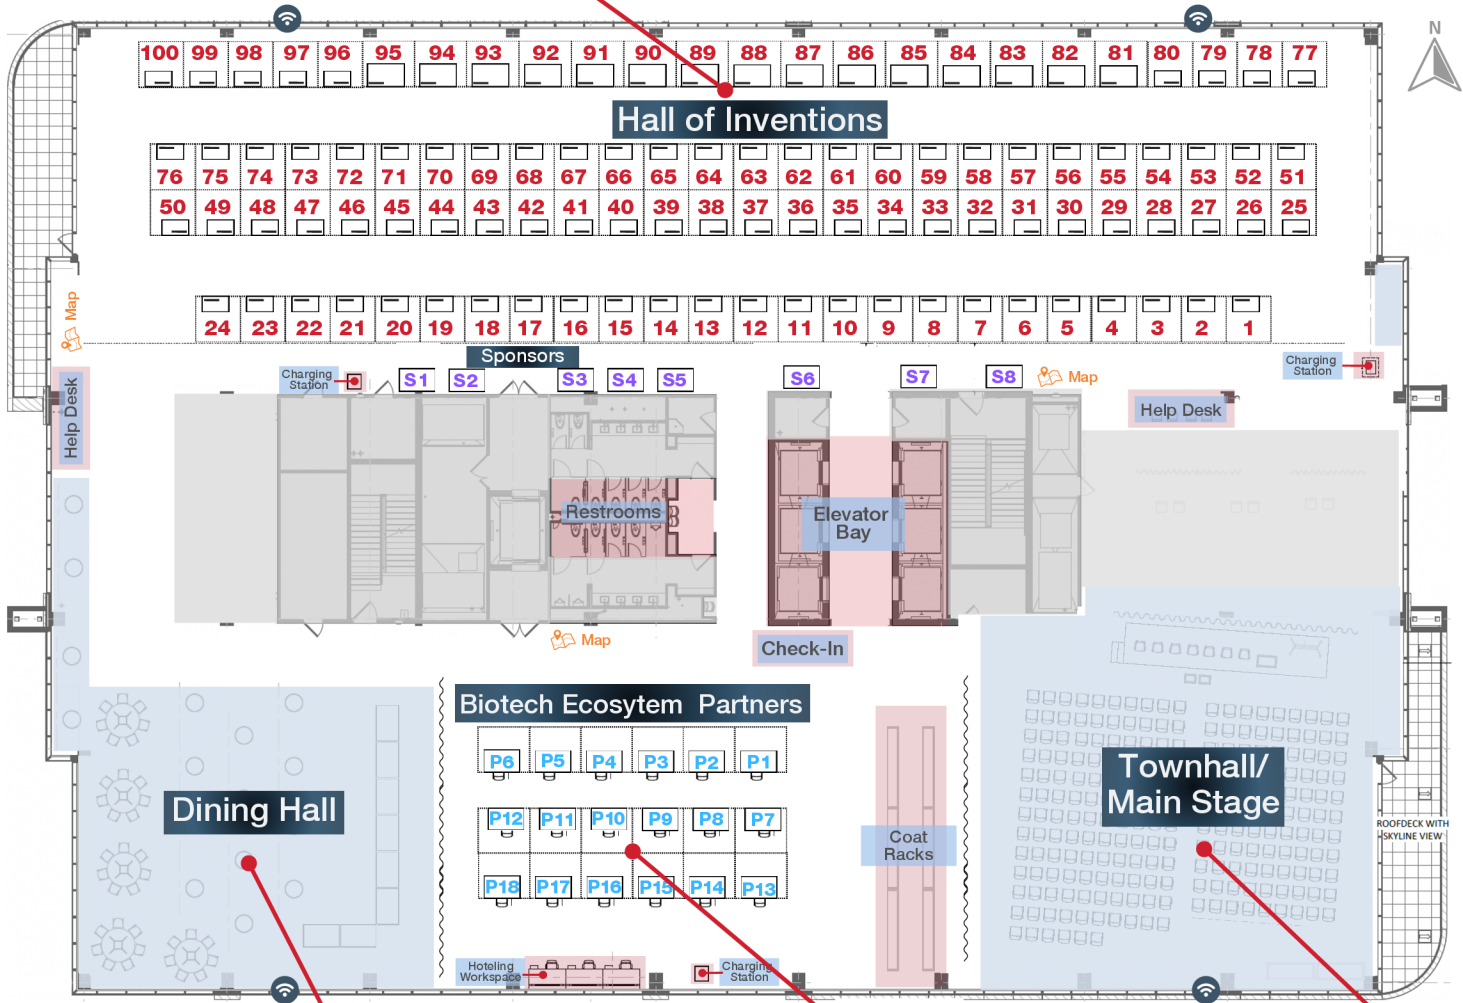 N
100 99 98 97 96 95 94 93 92 91 90 89 88 87 86 85 84 83 82 81 80 79 78 77
Hall of Inventions
76 75 74 73 72 71 70 69 68 67 66 65 64 63 62 61 60 59 58 57 56 55 54 53 52 51
50 49 48 47 46 45 44 43 42 41 40 39 38 37 36 35 34 33 32 31 30 29 28 27 26 25
Map
24 23 22 21 20 19 18 17 16 15 14 13 12 11 10 9 8 7 6 5 4 3 2 1
Sponsors
Charging
Station
S1 S2 S3 S4 S5 S6 S7 S8
Map
Charging
Station
Help Desk
Help Desk
Restrooms
Elevator
Bay
Map
Check-In
Biotech Ecosytem Partners
P6 P5 P4 P3 P2 P1
Dining Hall
P12 P11 P10 P9 P8 P7
Townhall/
Main Stage
Coat
Racks
ROOFDECK WITH
SKYLINE VIEW
P18 P17 P16 P15 P14 P13
Hoteling
Workspace
Charging
Station